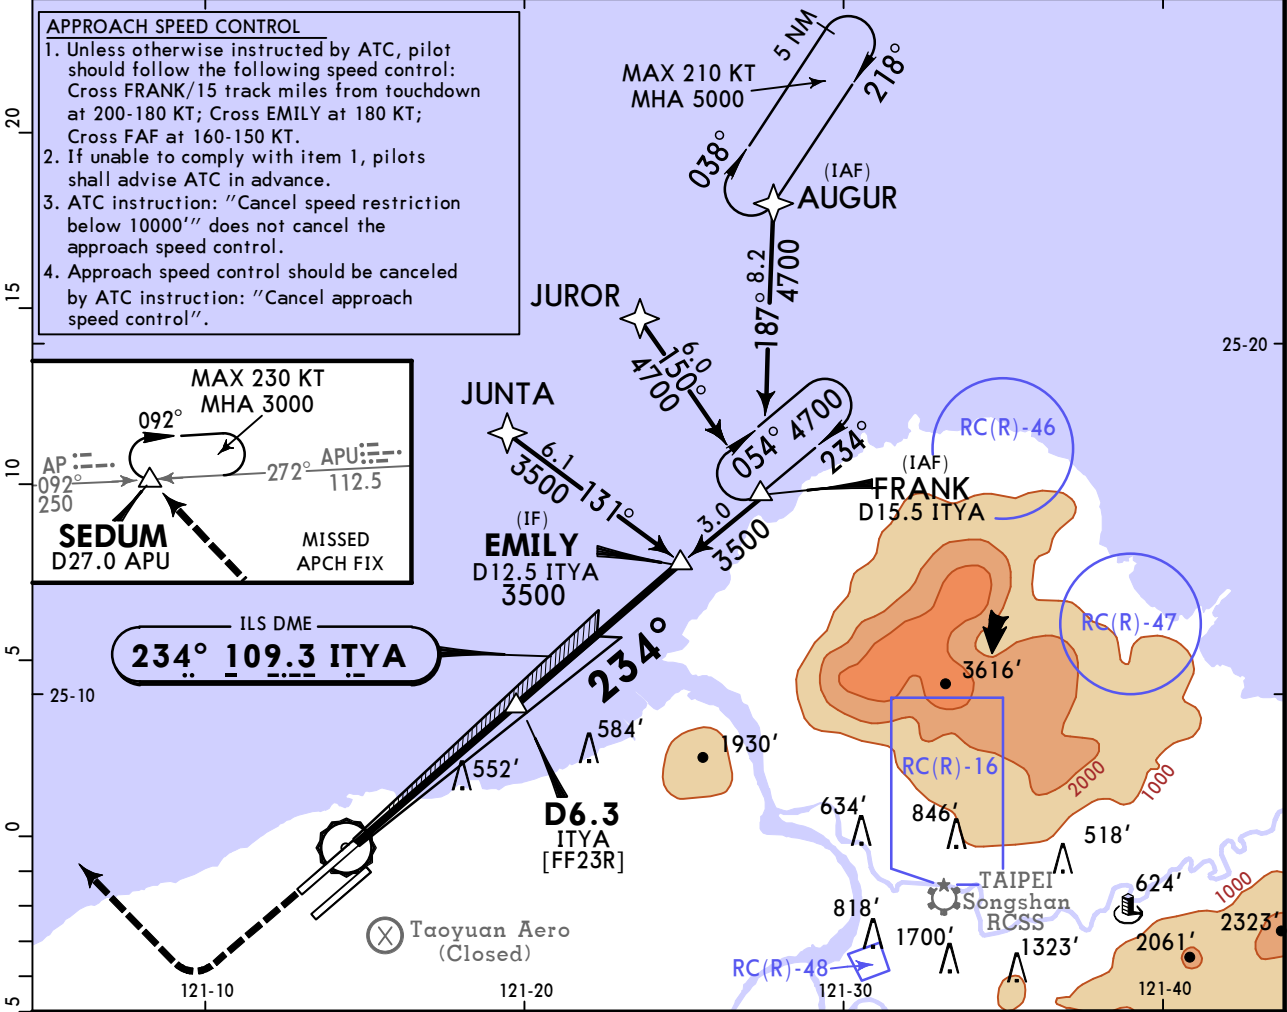 APPROACH SPEED CONTROL
1. Unless otherwise instructed by ATC, pilot
should follow the following speed control:
Cross FRANK/15 track miles from touchdown
at 200-180 KT; Cross EMILY at 180 KT;
Cross FAF at 160-150 KT.
2. If unable to comply with item 1, pilots
shall advise ATC in advance.
3. ATC instruction: "Cancel speed restriction
below 10000'" does not cancel the
approach speed control.
4. Approach speed control should be canceled
by ATC instruction: "Cancel approach
speed control".
5 NM
MAX 210 KT
MHA 5000
218°
038°
(IAF)
AUGUR
8.2
187°
4700
JUROR
6.0
150°
4700
25-20
JUNTA
6.1
131°
3500
054° 4700
234°
(IAF)
FRANK
D15.5 ITYA
3.0
3500
(IF)
EMILY
D12.5 ITYA
3500
RC(R)-46
RC(R)-47
MAX 230 KT
MHA 3000
092°
AP
092°
250
272°
APU
112.5
SEDUM
D27.0 APU
MISSED
APCH FIX
ILS DME
234° 109.3 ITYA
234°
25-10
3616'
584'
552'
1930'
D6.3
ITYA
[FF23R]
RC(R)-16
2000
1000
634'
846'
518'
TAIPEI
Songshan
RCSS
624'
1000
818'
1700'
1323'
2061'
2323'
RC(R)-48
Taoyuan Aero
(Closed)
20
15
10
5
0
5
121-10
121-20
121-30
121-40